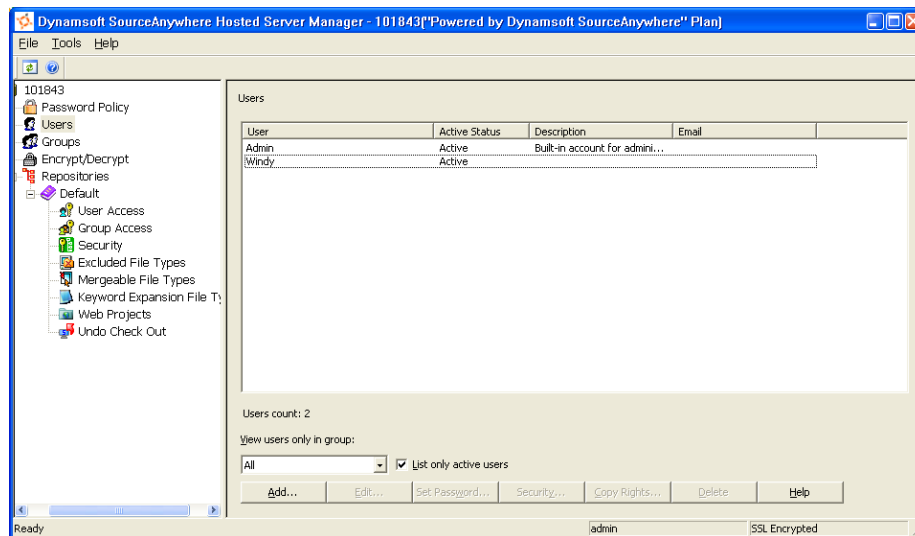 Dynamsoft SourceAnywhere Hosted Server Manager - 101843("Powered by Dynamsoft SourceAnywhere" Plan)
File Tools Help
101843
Password Policy
Users
Groups
Encrypt/Decrypt
Repositories
Default
User Access
Group Access
Security
Excluded File Types
Mergeable File Types
Keyword Expansion File Ty
Web Projects
Undo Check Out
Users
User Active Status Description Email
Admin Active Built-in account for admini...
Windy Active
Users count: 2
View users only in group:
All List only active users
Add... Edit... Set Password... Security... Copy Rights... Delete Help
Ready admin SSL Encrypted